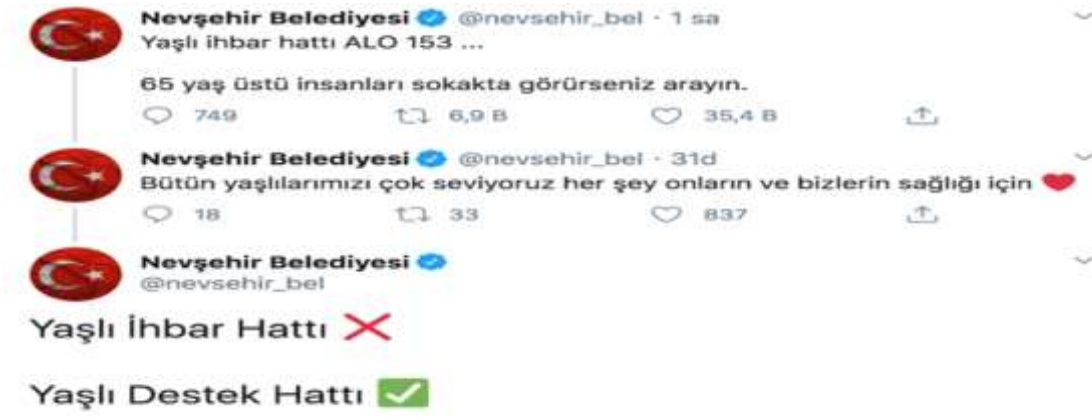 Nevşehir Belediyesi @nevsehir_bel · 1 sa
Yaşlı ihbar hattı ALO 153 ...
65 yaş üstü insanları sokakta görürseniz arayın.
749 6,9 B 35,4 B
Nevşehir Belediyesi @nevsehir_bel · 31d
Bütün yaşlılarımızı çok seviyoruz her şey onların ve bizlerin sağlığı için ❤️
18 33 837
Nevşehir Belediyesi
@nevsehir_bel
Yaşlı İhbar Hattı ❌
Yaşlı Destek Hattı ✅